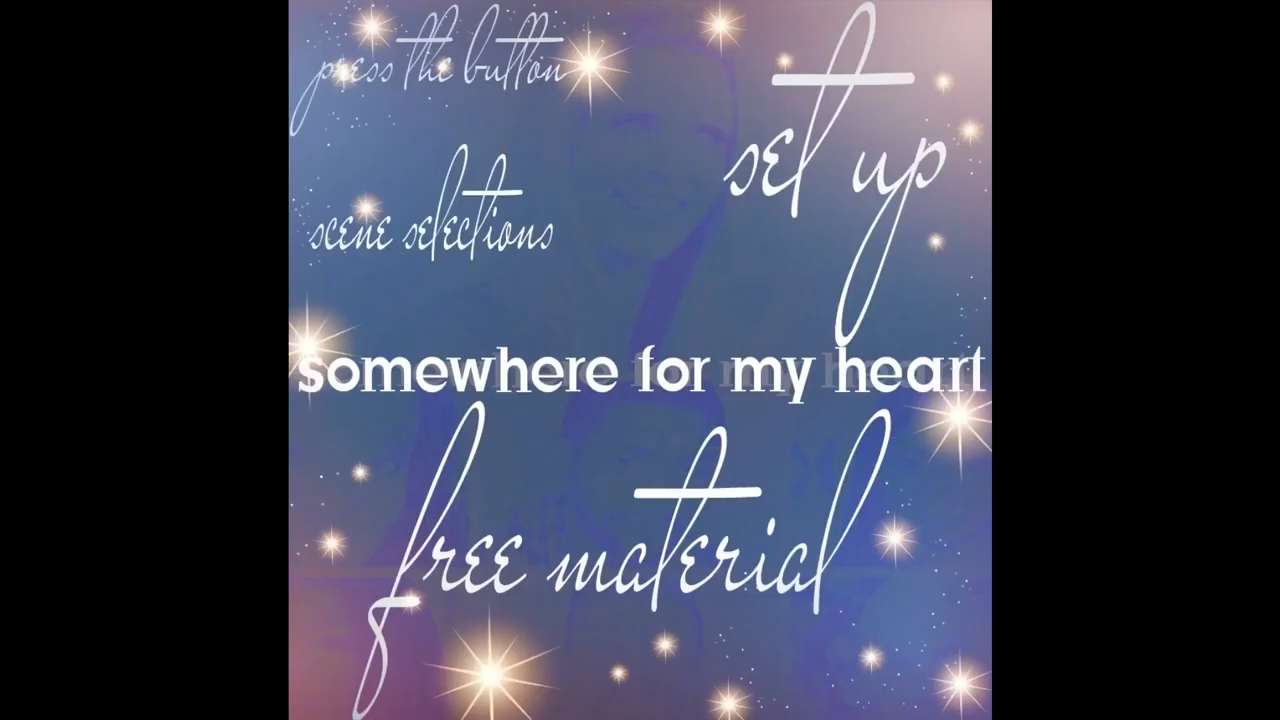 press the button
set up
scene selections
somewhere for my heart
free material